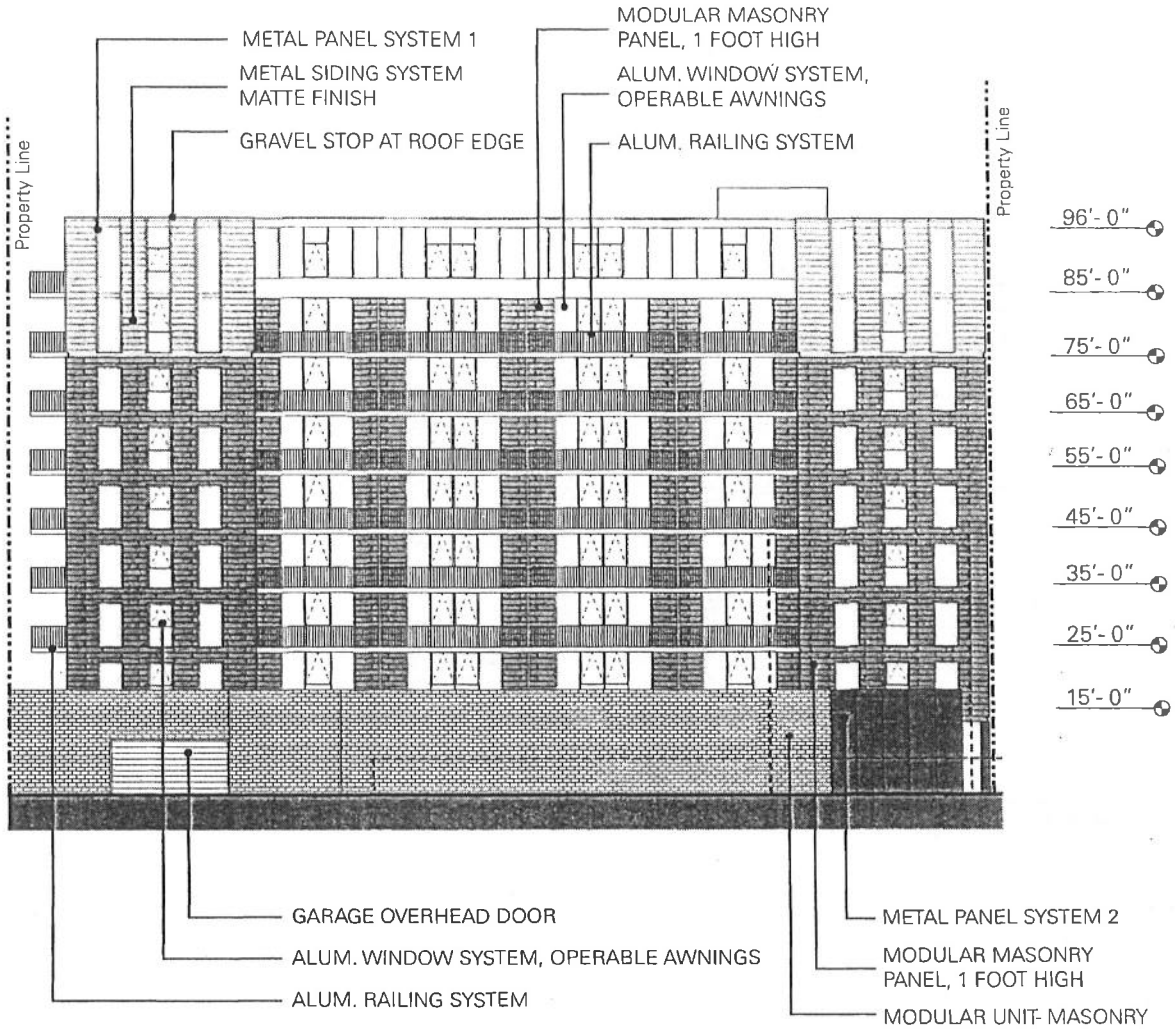 METAL PANEL SYSTEM 1
METAL SIDING SYSTEM
MATTE FINISH
GRAVEL STOP AT ROOF EDGE
MODULAR MASONRY
PANEL, 1 FOOT HIGH
ALUM. WINDOW SYSTEM,
OPERABLE AWNINGS
ALUM. RAILING SYSTEM
Property Line
Property Line
96'-0"
85'-0"
75'-0"
65'-0"
55'-0"
45'-0"
35'-0"
25'-0"
15'-0"
GARAGE OVERHEAD DOOR
ALUM. WINDOW SYSTEM, OPERABLE AWNINGS
ALUM. RAILING SYSTEM
METAL PANEL SYSTEM 2
MODULAR MASONRY
PANEL, 1 FOOT HIGH
MODULAR UNIT- MASONRY